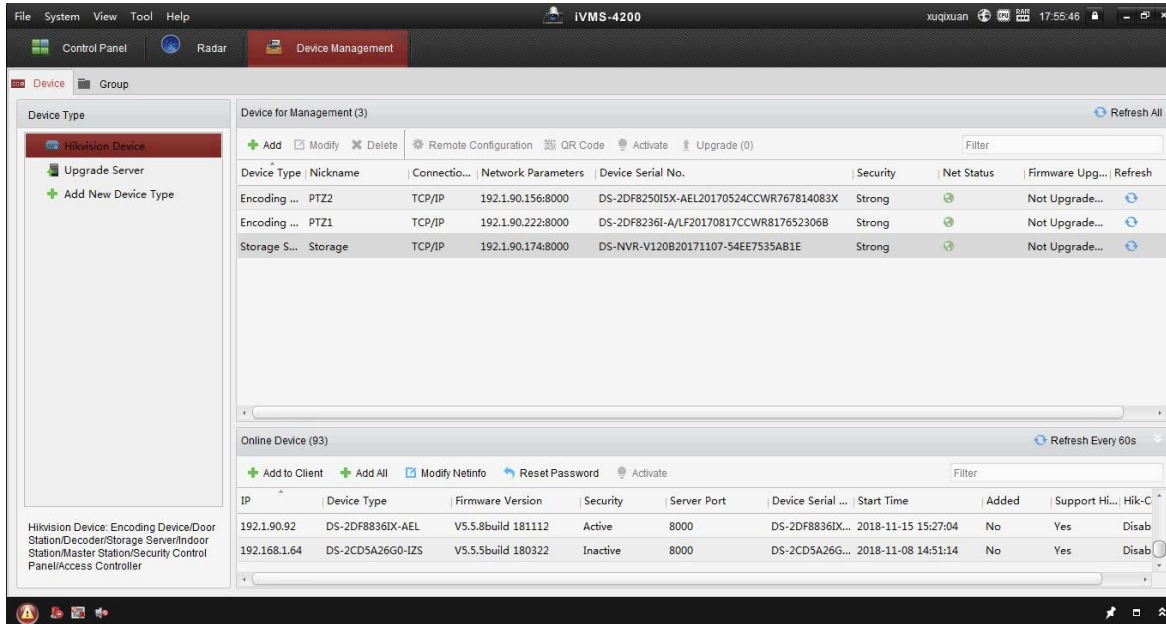 File System View Tool Help iVMS-4200 xuqixuan CPU RAM 17:55:46
Control Panel Radar Device Management
Device Group
Device Type
Hikvision Device
Upgrade Server
Add New Device Type
Hikvision Device: Encoding Device/Door
Station/Decoder/Storage Server/Indoor
Station/Master Station/Security Control
Panel/Access Controller
Device for Management (3) Refresh All
Add Modify Delete Remote Configuration QR Code Activate Upgrade (0) Filter
Device Type Nickname Connectio... Network Parameters Device Serial No. Security Net Status Firmware Upg... Refresh
Encoding ... PTZ2 TCP/IP 192.1.90.156:8000 DS-2DF8250I5X-AEL20170524CCWR767814083X Strong Not Upgrade...
Encoding ... PTZ1 TCP/IP 192.1.90.222:8000 DS-2DF8236I-A/LF20170817CCWR817652306B Strong Not Upgrade...
Storage S... Storage TCP/IP 192.1.90.174:8000 DS-NVR-V120B20171107-54EE7535AB1E Strong Not Upgrade...
Online Device (93) Refresh Every 60s
Add to Client Add All Modify Netinfo Reset Password Activate Filter
IP Device Type Firmware Version Security Server Port Device Serial ... Start Time Added Support Hi... Hik-C
192.1.90.92 DS-2DF8836IX-AEL V5.5.8build 181112 Active 8000 DS-2DF8836IX... 2018-11-15 15:27:04 No Yes Disab
192.168.1.64 DS-2CD5A26G0-IZS V5.5.5build 180322 Inactive 8000 DS-2CD5A26G... 2018-11-08 14:51:14 No Yes Disab